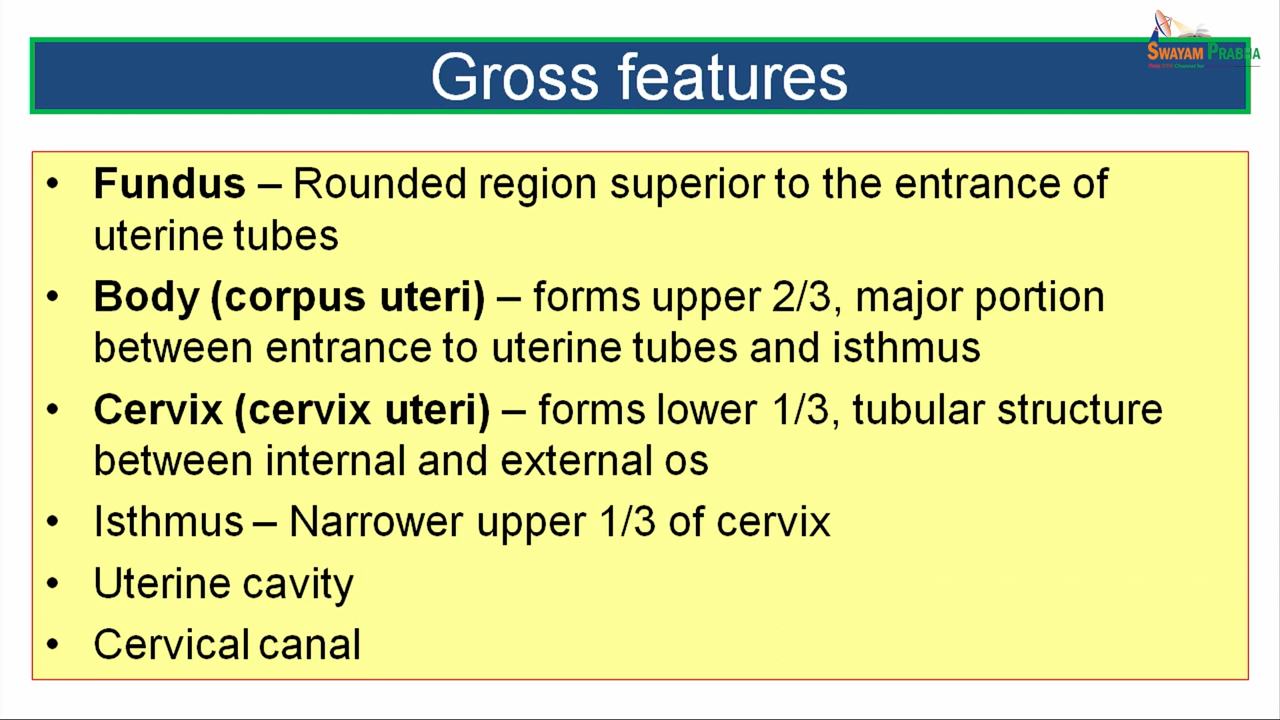 SWAYAM PRABHA
Gross features
• Fundus – Rounded region superior to the entrance of
uterine tubes
• Body (corpus uteri) – forms upper 2/3, major portion
between entrance to uterine tubes and isthmus
• Cervix (cervix uteri) – forms lower 1/3, tubular structure
between internal and external os
• Isthmus – Narrower upper 1/3 of cervix
• Uterine cavity
• Cervical canal